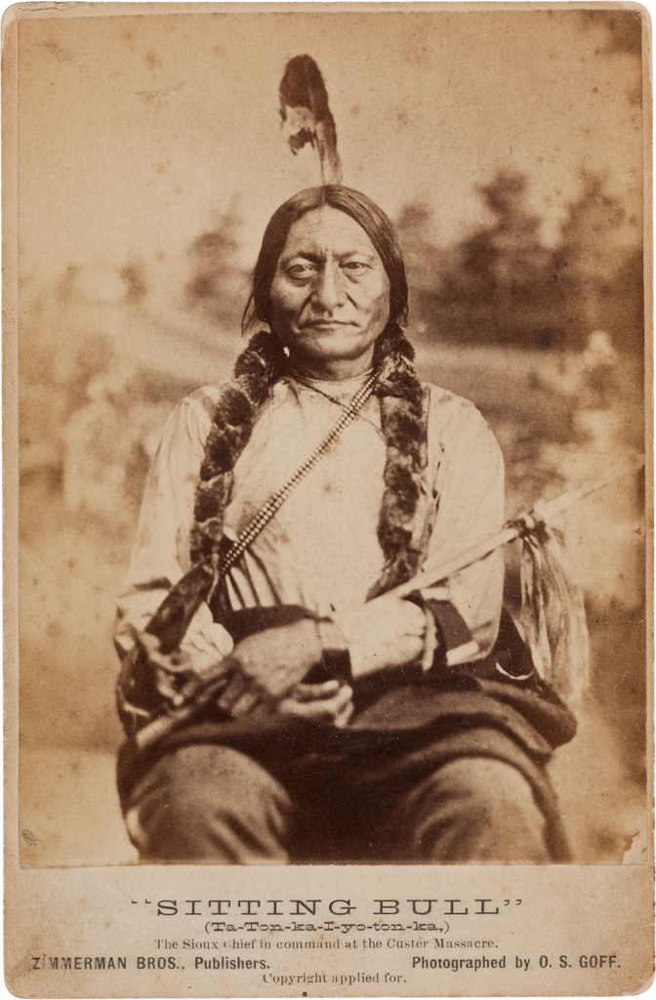 "SITTING BULL"
(Ta-Ton-ka-I-yo-ton-ka,)
The Sioux Chief in command at the Custer Massacre.
ZIMMERMAN BROS., Publishers. Photographed by O. S. GOFF.
Copyright applied for.